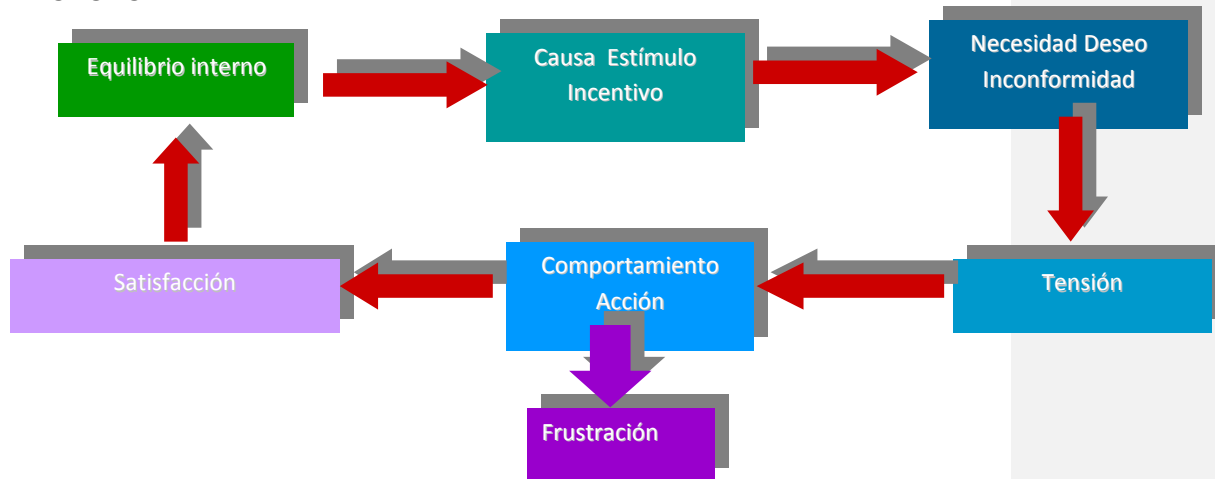 Equilibrio interno
Causa Estímulo
Incentivo
Necesidad Deseo
Inconformidad
Tensión
Comportamiento
Acción
Satisfacción
Frustración